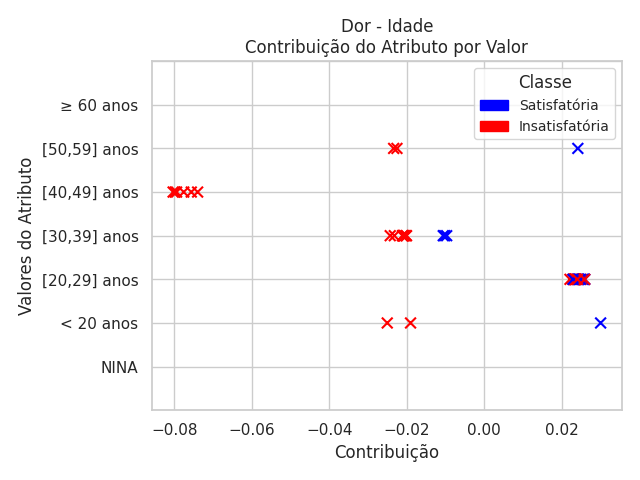 Dor - Idade
Contribuição do Atributo por Valor
Classe
Satisfatória
Insatisfatória
Valores do Atributo
≥ 60 anos
[50,59] anos
[40,49] anos
[30,39] anos
[20,29] anos
< 20 anos
NINA
−0.08 −0.06 −0.04 −0.02 0.00 0.02
Contribuição